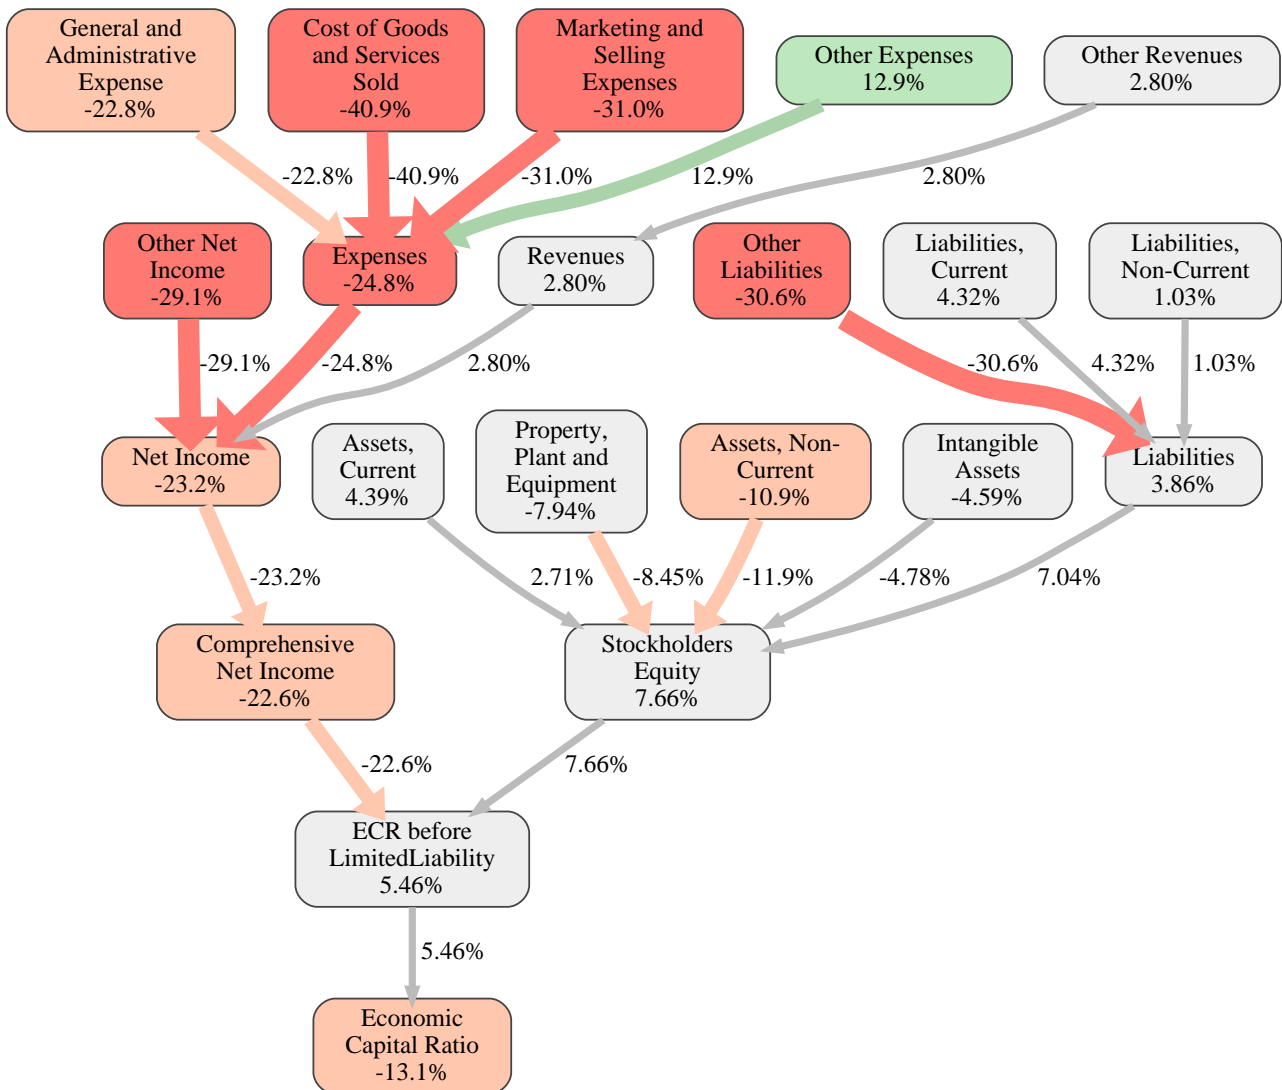 General and
Administrative
Expense
-22.8%
Cost of Goods
and Services
Sold
-40.9%
Marketing and
Selling
Expenses
-31.0%
Other Expenses
12.9%
Other Revenues
2.80%
-22.8%
-40.9%
-31.0%
12.9%
2.80%
Other Net
Income
-29.1%
Expenses
-24.8%
Revenues
2.80%
Other
Liabilities
-30.6%
Liabilities,
Current
4.32%
Liabilities,
Non-Current
1.03%
-29.1%
-24.8%
2.80%
-30.6%
4.32%
1.03%
Net Income
-23.2%
Assets,
Current
4.39%
Property,
Plant and
Equipment
-7.94%
Assets, Non-
Current
-10.9%
Intangible
Assets
-4.59%
Liabilities
3.86%
-23.2%
2.71%
-8.45%
-11.9%
-4.78%
7.04%
Comprehensive
Net Income
-22.6%
Stockholders
Equity
7.66%
-22.6%
7.66%
ECR before
LimitedLiability
5.46%
5.46%
Economic
Capital Ratio
-13.1%